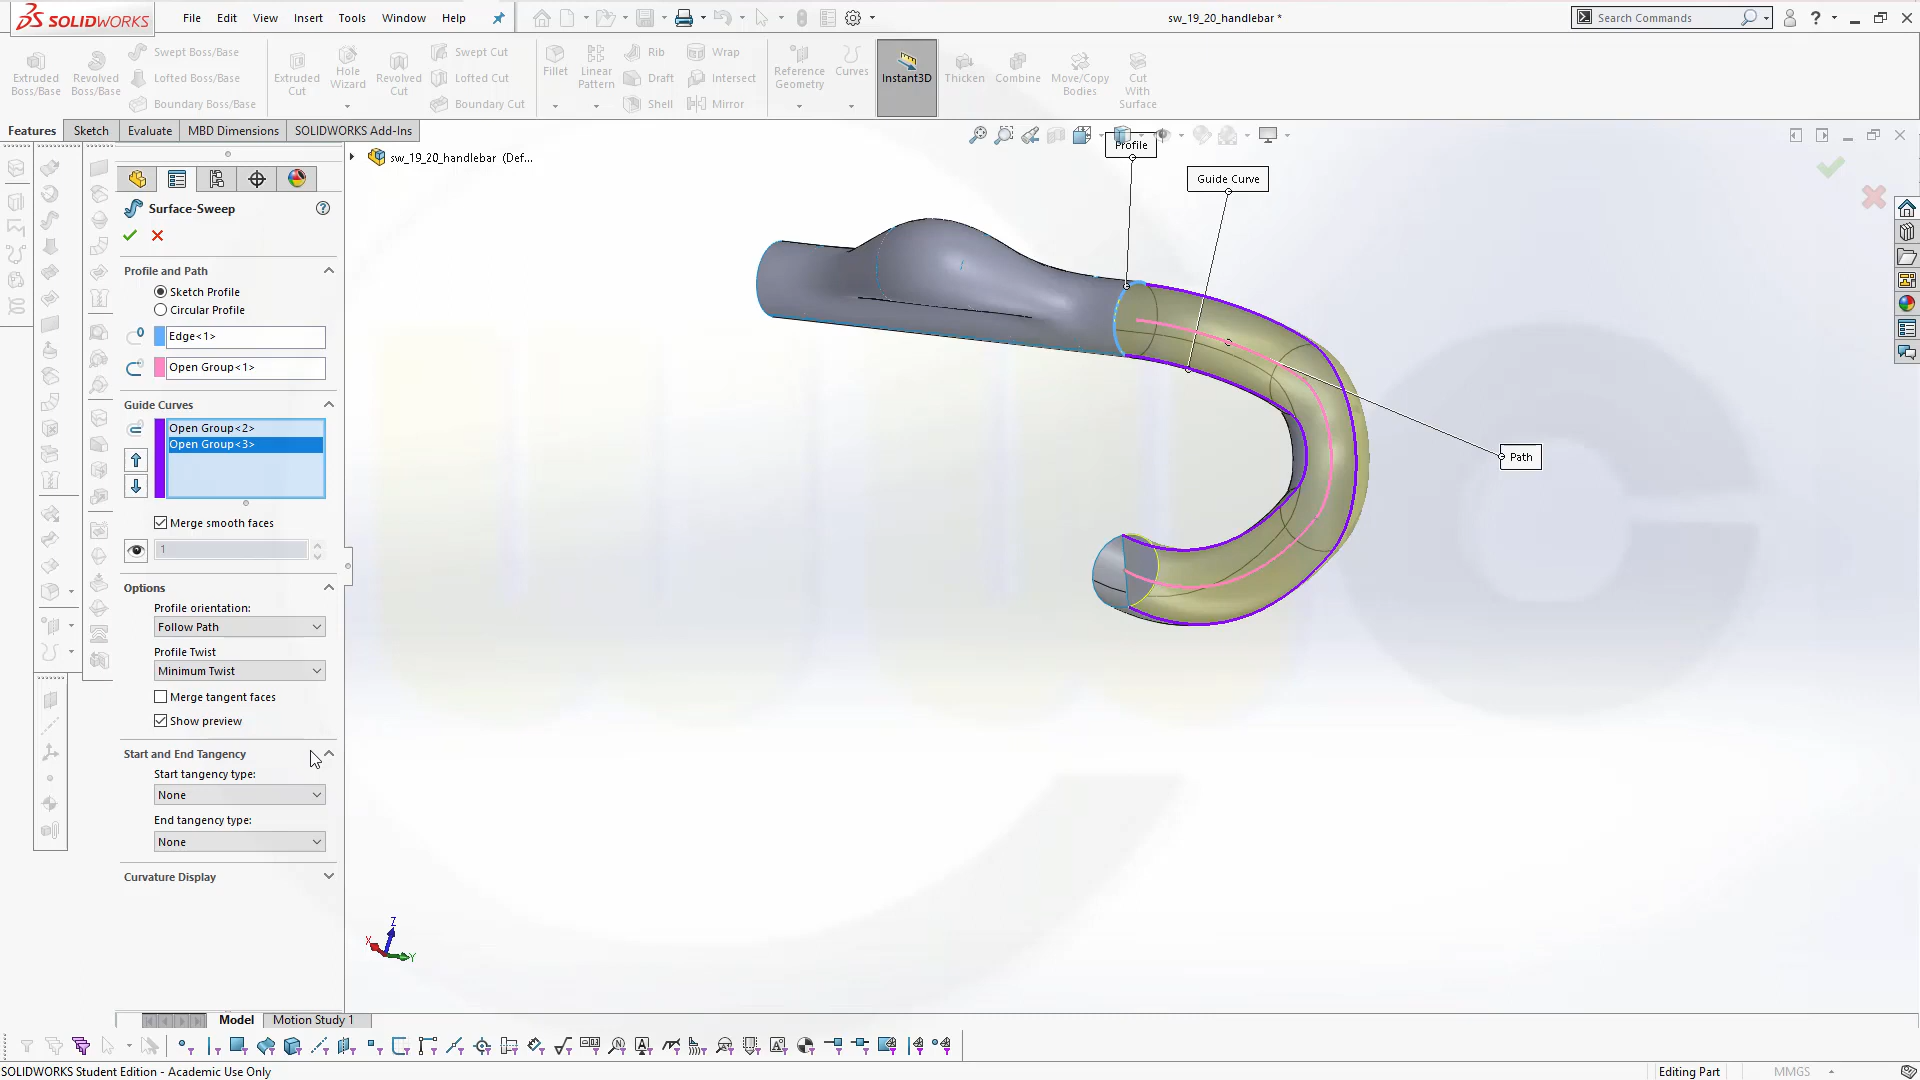 SOLIDWORKS
File Edit View Insert Tools Window Help
sw_19_20_handlebar *
Search Commands
Extruded Boss/Base
Revolved Boss/Base
Swept Boss/Base
Lofted Boss/Base
Boundary Boss/Base
Extruded Cut
Hole Wizard
Revolved Cut
Swept Cut
Lofted Cut
Boundary Cut
Fillet
Linear Pattern
Rib
Draft
Shell
Wrap
Intersect
Mirror
Reference Geometry
Curves
Instant3D
Thicken
Combine
Move/Copy Bodies
Cut With Surface
Features Sketch Evaluate MBD Dimensions SOLIDWORKS Add-Ins
sw_19_20_handlebar (Def...
Profile
Guide Curve
Path
Surface-Sweep
Profile and Path
Sketch Profile
Circular Profile
Edge<1>
Open Group<1>
Guide Curves
Open Group<2>
Open Group<3>
Merge smooth faces
1
Options
Profile orientation:
Follow Path
Profile Twist
Minimum Twist
Merge tangent faces
Show preview
Start and End Tangency
Start tangency type:
None
End tangency type:
None
Curvature Display
Z
X
Y
Model Motion Study 1
SOLIDWORKS Student Edition - Academic Use Only
Editing Part
MMGS